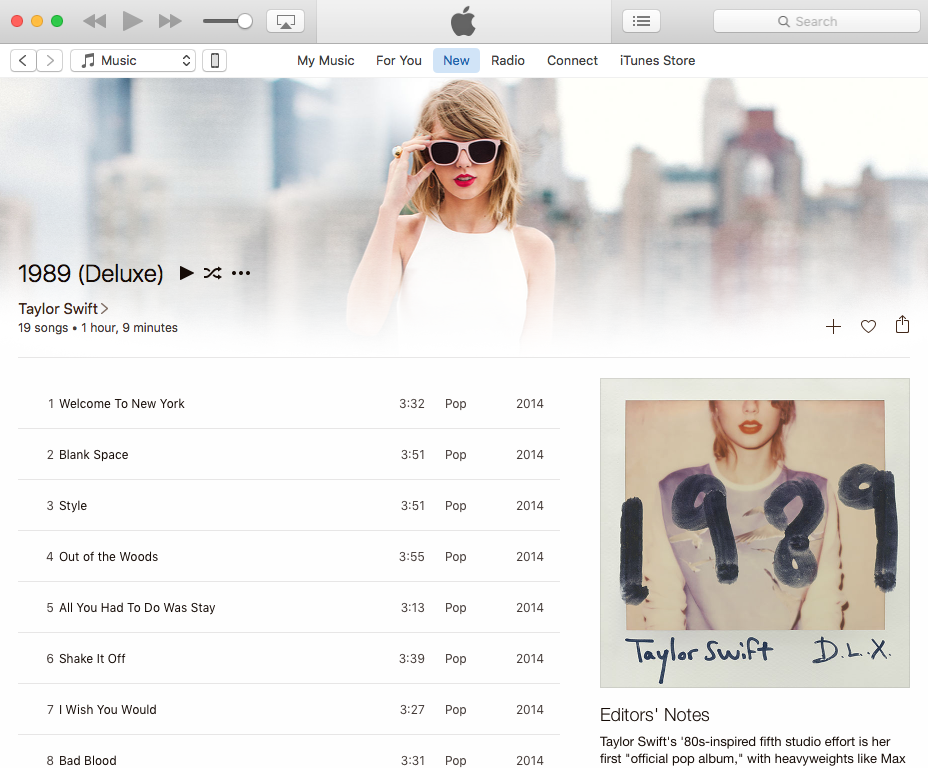 Search
Music
My Music
For You
New
Radio
Connect
iTunes Store
1989 (Deluxe)
Taylor Swift
19 songs • 1 hour, 9 minutes
1 Welcome To New York 3:32 Pop 2014
2 Blank Space 3:51 Pop 2014
3 Style 3:51 Pop 2014
4 Out of the Woods 3:55 Pop 2014
5 All You Had To Do Was Stay 3:13 Pop 2014
6 Shake It Off 3:39 Pop 2014
7 I Wish You Would 3:27 Pop 2014
8 Bad Blood 3:31 Pop 2014
1989
Taylor Swift D.L.X.
Editors' Notes
Taylor Swift's '80s-inspired fifth studio effort is her
first "official pop album," with heavyweights like Max